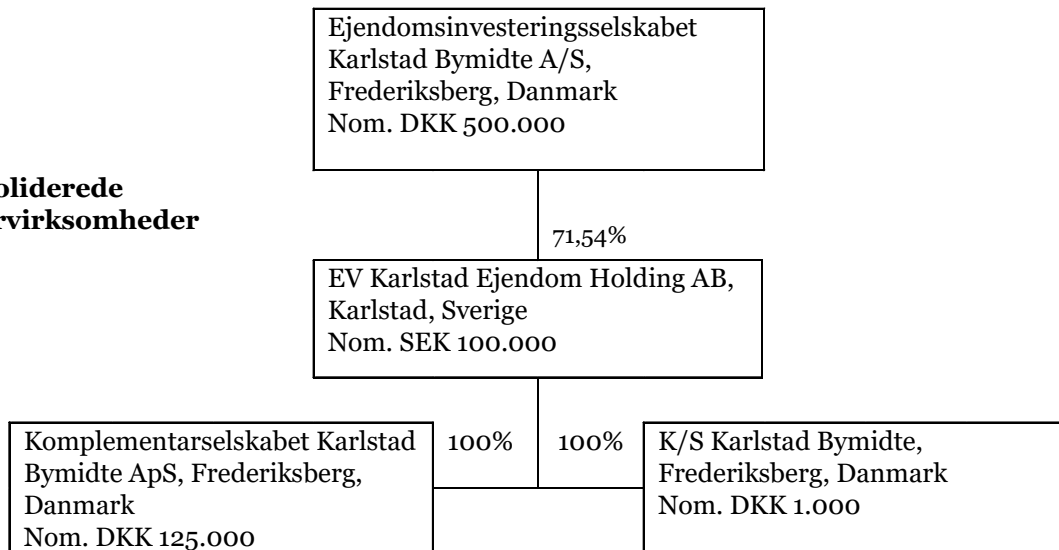 Ejendomsinvesteringsselskabet
Karlstad Bymidte A/S,
Frederiksberg, Danmark
Nom. DKK 500.000
oliderede
rvirksomheder
71,54%
EV Karlstad Ejendom Holding AB,
Karlstad, Sverige
Nom. SEK 100.000
Komplementarselskabet Karlstad
Bymidte ApS, Frederiksberg,
Danmark
Nom. DKK 125.000
100%
100%
K/S Karlstad Bymidte,
Frederiksberg, Danmark
Nom. DKK 1.000